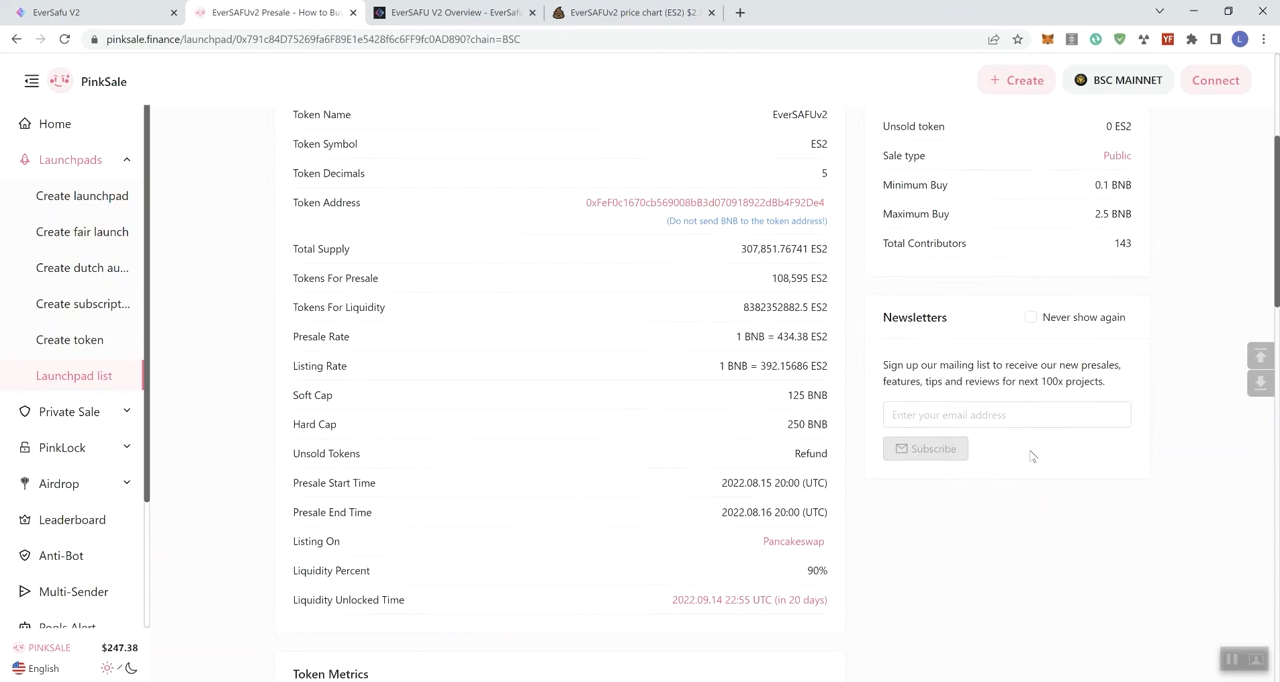 EverSafu V2
EverSAFUv2 Presale - How to Bu
EverSAFU V2 Overview - EverSafu
EverSAFUv2 price chart (ES2) $2.
pinksale.finance/launchpad/0x791c84D75269fa6F89E1e5428f6c6FF9fc0AD890?chain=BSC
PinkSale
Create
BSC MAINNET
Connect
Home
Launchpads
Create launchpad
Create fair launch
Create dutch au...
Create subscript...
Create token
Launchpad list
Private Sale
PinkLock
Airdrop
Leaderboard
Anti-Bot
Multi-Sender
Pools Alert
PINKSALE $247.38
English
Token Name EverSAFUv2
Token Symbol ES2
Token Decimals 5
Token Address 0xFeF0c1670cb569008bB3d070918922dBb4F92De4
(Do not send BNB to the token address!)
Total Supply 307,851.76741 ES2
Tokens For Presale 108,595 ES2
Tokens For Liquidity 8382352882.5 ES2
Presale Rate 1 BNB = 434.38 ES2
Listing Rate 1 BNB = 392.15686 ES2
Soft Cap 125 BNB
Hard Cap 250 BNB
Unsold Tokens Refund
Presale Start Time 2022.08.15 20:00 (UTC)
Presale End Time 2022.08.16 20:00 (UTC)
Listing On Pancakeswap
Liquidity Percent 90%
Liquidity Unlocked Time 2022.09.14 22:55 UTC (in 20 days)
Token Metrics
Unsold token 0 ES2
Sale type Public
Minimum Buy 0.1 BNB
Maximum Buy 2.5 BNB
Total Contributors 143
Newsletters Never show again
Sign up our mailing list to receive our new presales,
features, tips and reviews for next 100x projects.
Enter your email address
Subscribe
YF
L